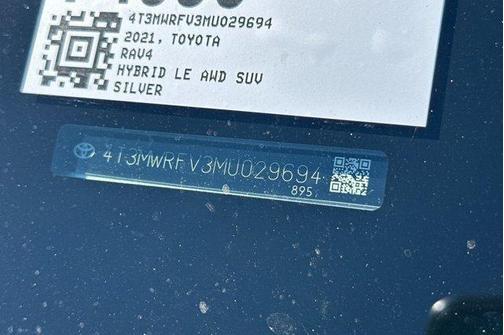 4T3MWRFV3MU029694
2021, TOYOTA
RAV4
HYBRID LE AWD SUV
SILVER
4T3MWRFV3MU029694
895